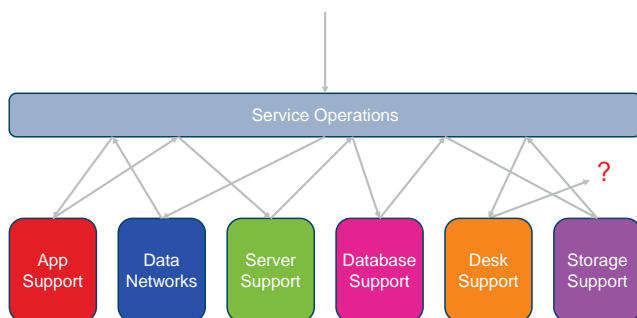 Service Operations
?
App
Support
Data
Networks
Server
Support
Database
Support
Desk
Support
Storage
Support